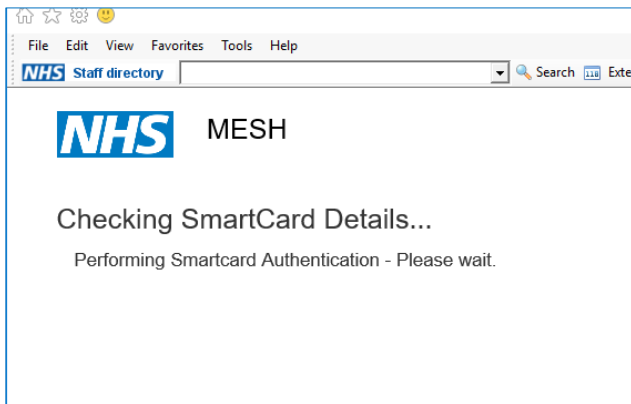 File Edit View Favorites Tools Help
NHS Staff directory Search Exte
NHS MESH
Checking SmartCard Details...
Performing Smartcard Authentication - Please wait.